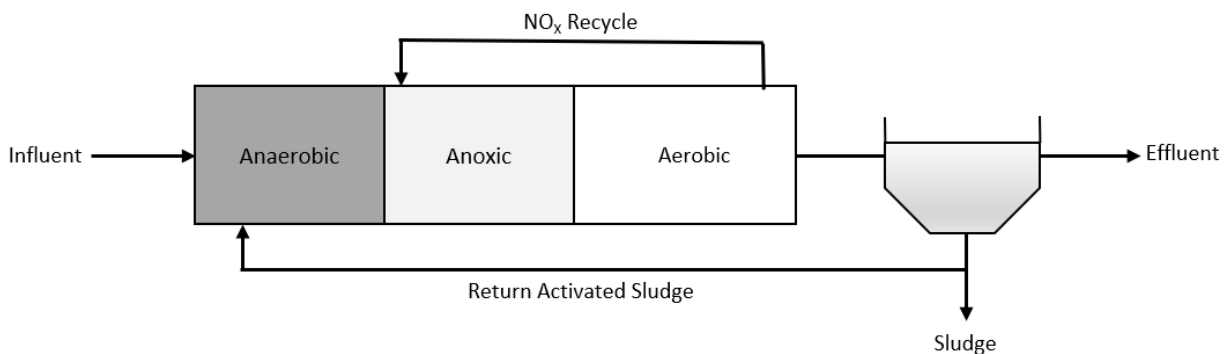 NOx Recycle
Influent
Anaerobic
Anoxic
Aerobic
Effluent
Return Activated Sludge
Sludge